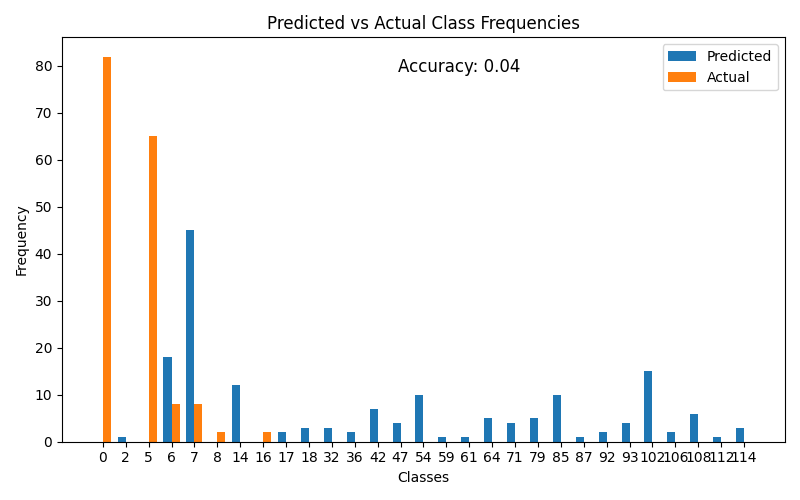 Predicted vs Actual Class Frequencies
Accuracy: 0.04
Predicted
Actual
80
70
60
50
40
30
20
10
0
Frequency
0 2 5 6 7 8 14 16 17 18 32 36 42 47 54 59 61 64 71 79 85 87 92 93 102 106 108 112 114
Classes